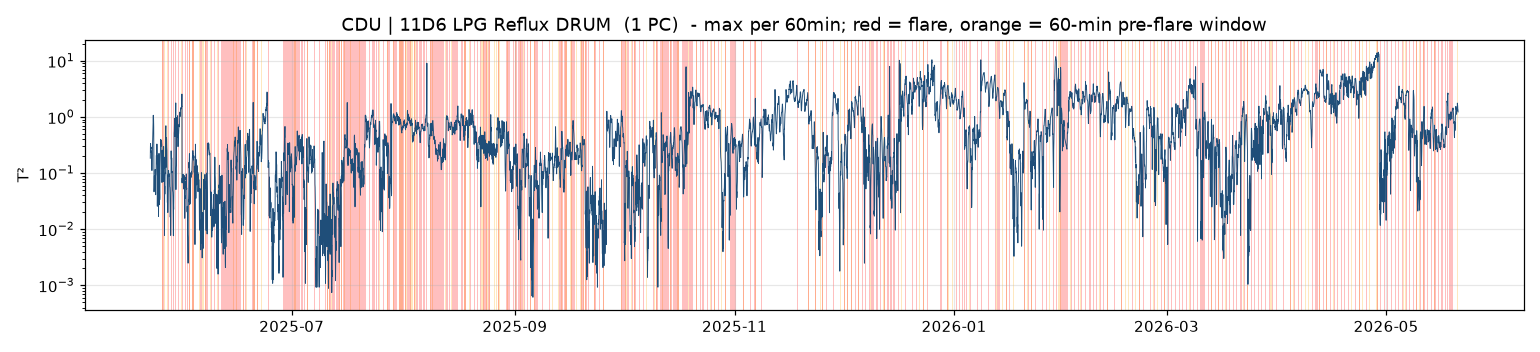 CDU | 11D6 LPG Reflux DRUM  (1 PC)  - max per 60min; red = flare, orange = 60-min pre-flare window
T²
10¹
10⁰
10⁻¹
10⁻²
10⁻³
2025-07 2025-09 2025-11 2026-01 2026-03 2026-05